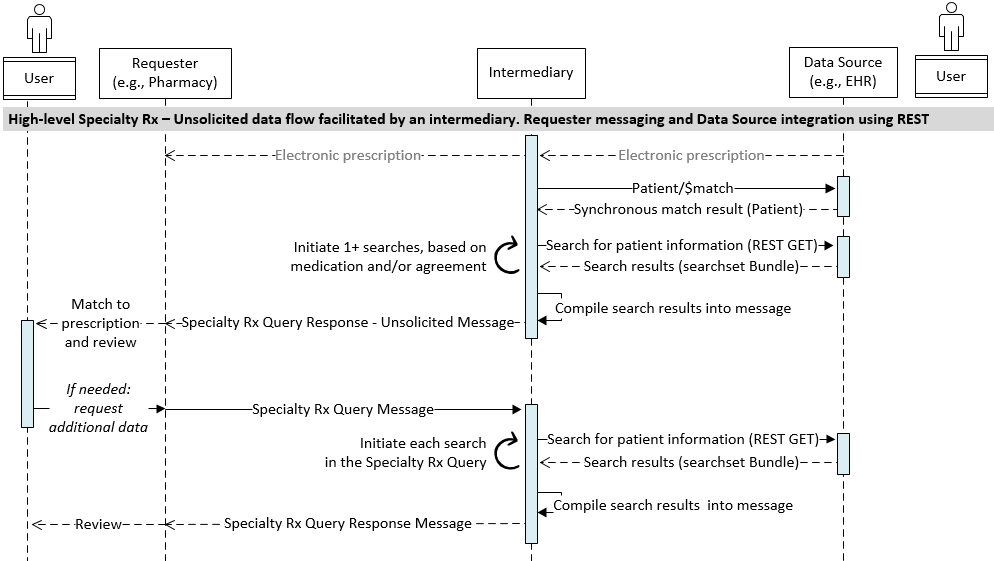 User
Requester
(e.g., Pharmacy)
Intermediary
Data Source
(e.g., EHR)
User
High-level Specialty Rx – Unsolicited data flow facilitated by an intermediary. Requester messaging and Data Source integration using REST
Electronic prescription
Electronic prescription
Patient/$match
Synchronous match result (Patient)
Initiate 1+ searches, based on
medication and/or agreement
Search for patient information (REST GET)
Search results (searchset Bundle)
Compile search results into message
Match to
prescription
and review
Specialty Rx Query Response - Unsolicited Message
If needed:
request
additional data
Specialty Rx Query Message
Initiate each search
in the Specialty Rx Query
Search for patient information (REST GET)
Search results (searchset Bundle)
Compile search results  into message
Review
Specialty Rx Query Response Message